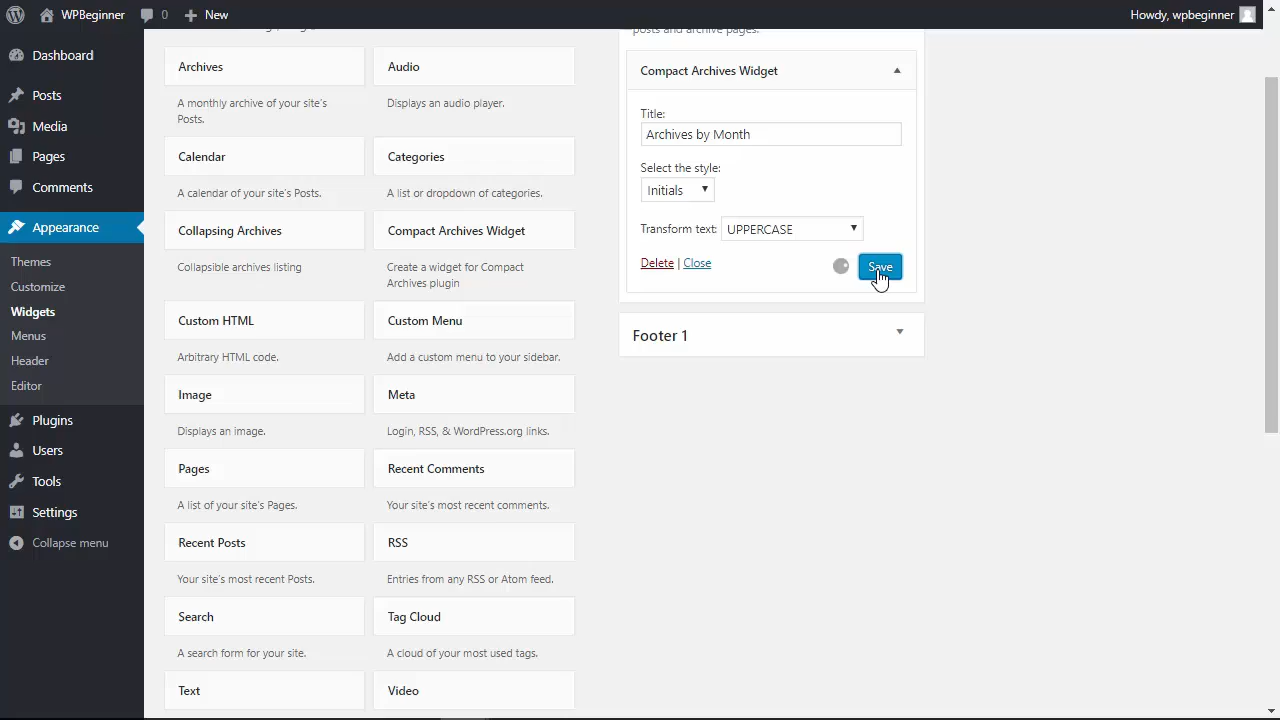 WPBeginner 0 + New Howdy, wpbeginner
Dashboard
Posts
Media
Pages
Comments
Appearance
Themes
Customize
Widgets
Menus
Header
Editor
Plugins
Users
Tools
Settings
Collapse menu
Archives
A monthly archive of your site's
Posts.
Audio
Displays an audio player.
Calendar
A calendar of your site's Posts.
Categories
A list or dropdown of categories.
Collapsing Archives
Collapsible archives listing
Compact Archives Widget
Create a widget for Compact
Archives plugin
Custom HTML
Arbitrary HTML code.
Custom Menu
Add a custom menu to your sidebar.
Image
Displays an image.
Meta
Login, RSS, & WordPress.org links.
Pages
A list of your site's Pages.
Recent Comments
Your site's most recent comments.
Recent Posts
Your site's most recent Posts.
RSS
Entries from any RSS or Atom feed.
Search
A search form for your site.
Tag Cloud
A cloud of your most used tags.
Text
Video
posts and archive pages.
Compact Archives Widget
Title:
Archives by Month
Select the style:
Initials
Transform text: UPPERCASE
Delete | Close Save
Footer 1